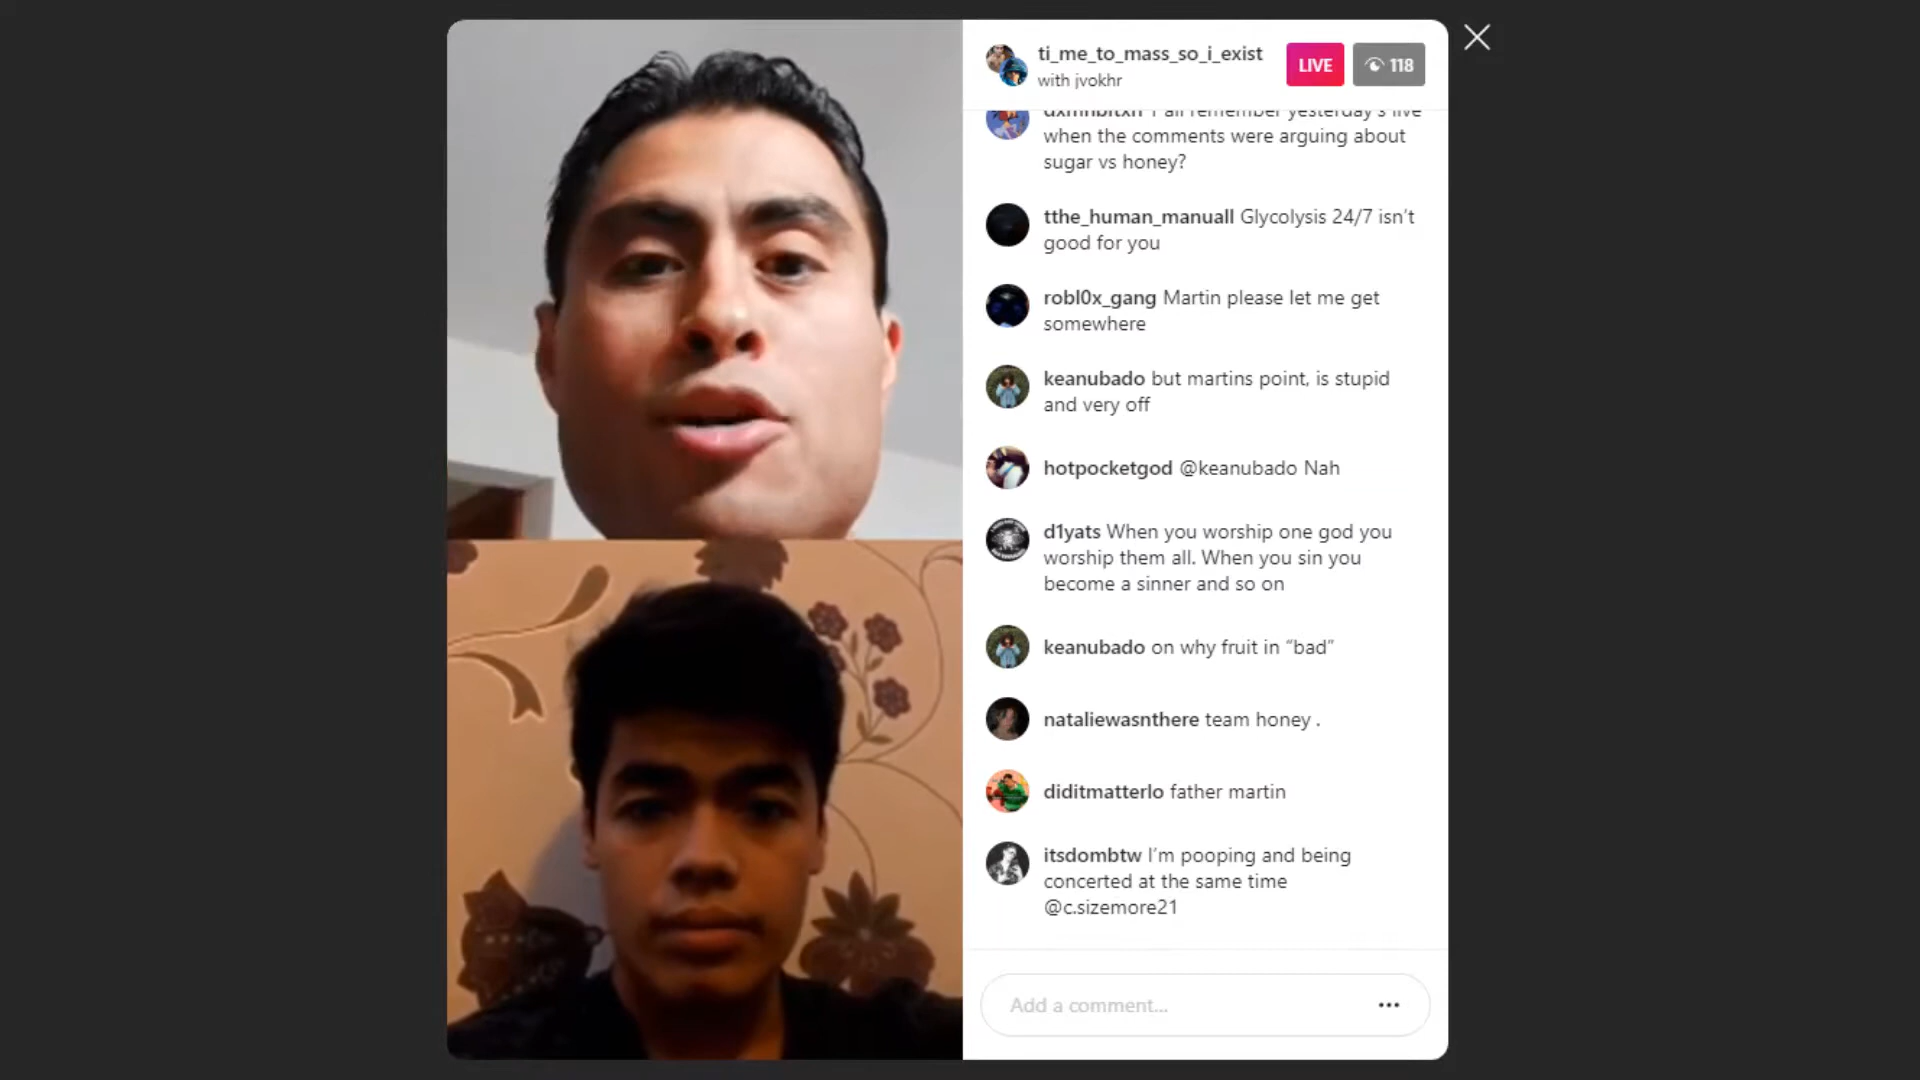 ti_me_to_mass_so_i_exist
with jvokhr
LIVE
118
all remember yesterday's live
when the comments were arguing about
sugar vs honey?
tthe_human_manuall Glycolysis 24/7 isn't
good for you
robl0x_gang Martin please let me get
somewhere
keanubado but martins point, is stupid
and very off
hotpocketgod @keanubado Nah
d1yats When you worship one god you
worship them all. When you sin you
become a sinner and so on
keanubado on why fruit in “bad”
nataliewasnthere team honey .
diditmatterlo father martin
itsdombtw I'm pooping and being
concerted at the same time
@c.sizemore21
Add a comment...